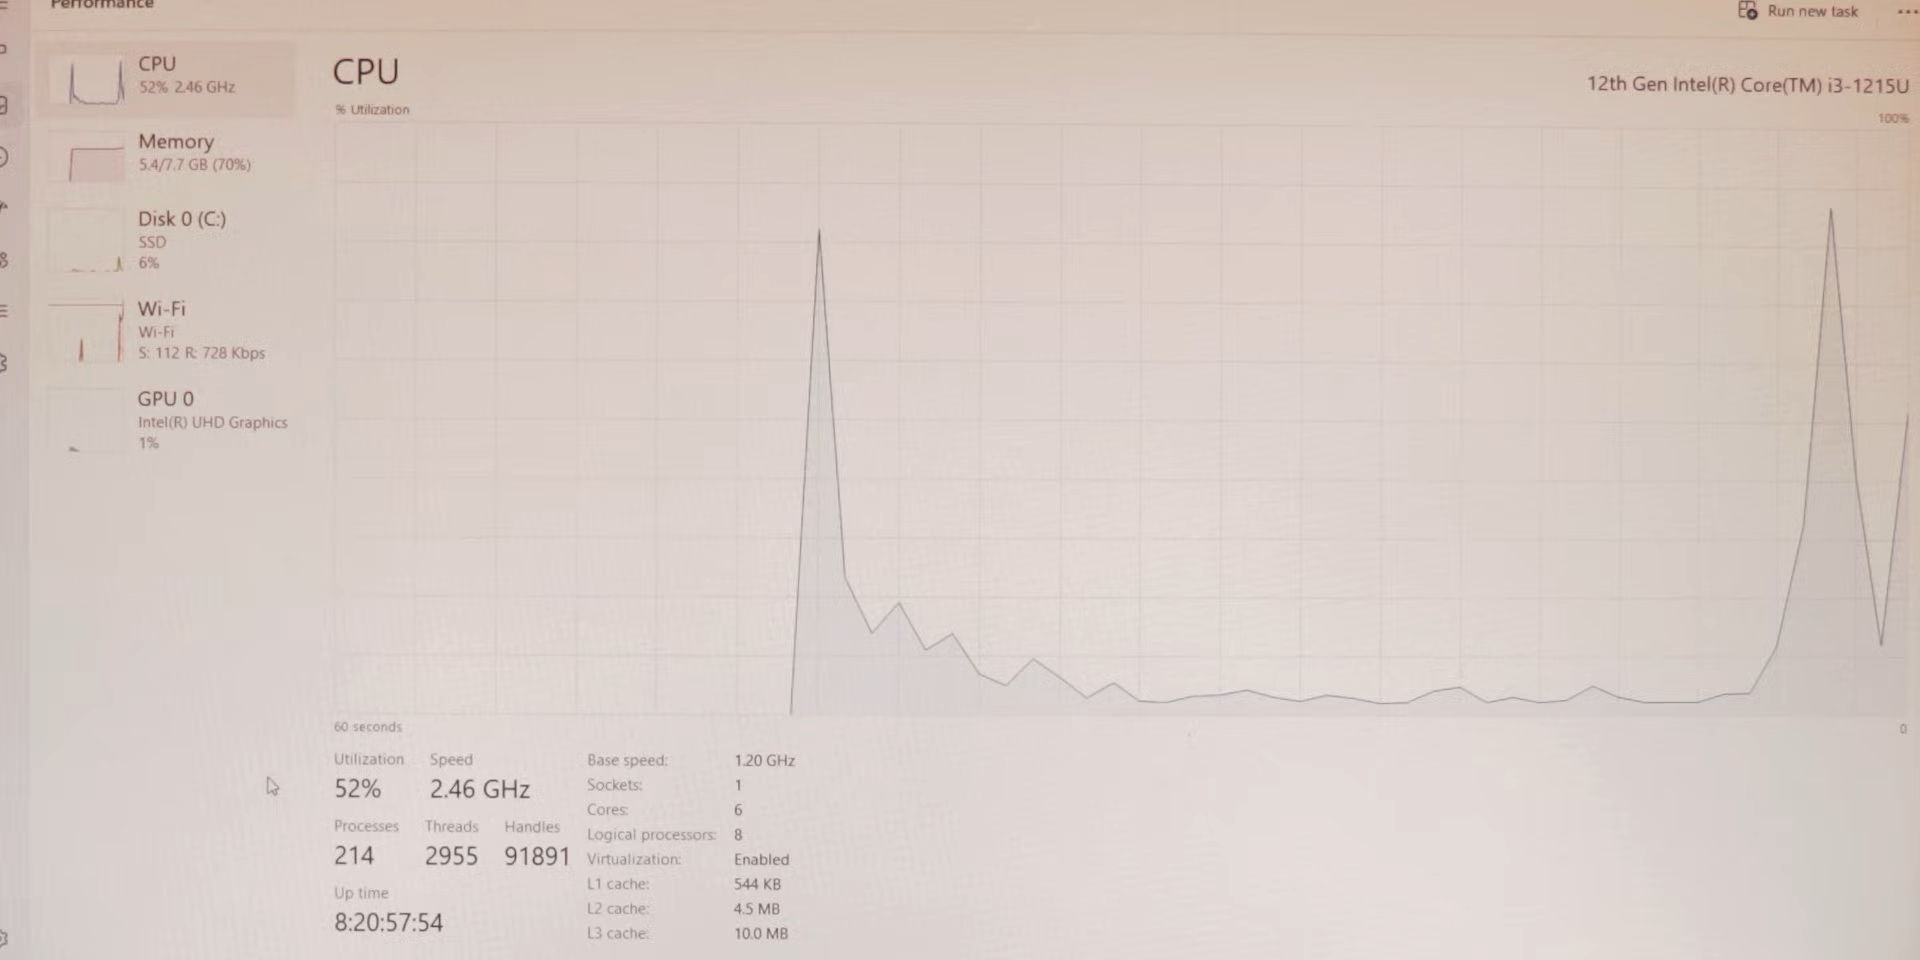 Performance
Run new task
CPU
52% 2.46 GHz
Memory
5.4/7.7 GB (70%)
Disk 0 (C:)
SSD
6%
Wi-Fi
Wi-Fi
S: 112 R: 728 Kbps
GPU 0
Intel(R) UHD Graphics
1%
CPU
12th Gen Intel(R) Core(TM) i3-1215U
% Utilization
100%
60 seconds
0
Utilization
Speed
52%
2.46 GHz
Processes
Threads
Handles
214
2955
91891
Up time
8:20:57:54
Base speed: 1.20 GHz
Sockets: 1
Cores: 6
Logical processors: 8
Virtualization: Enabled
L1 cache: 544 KB
L2 cache: 4.5 MB
L3 cache: 10.0 MB